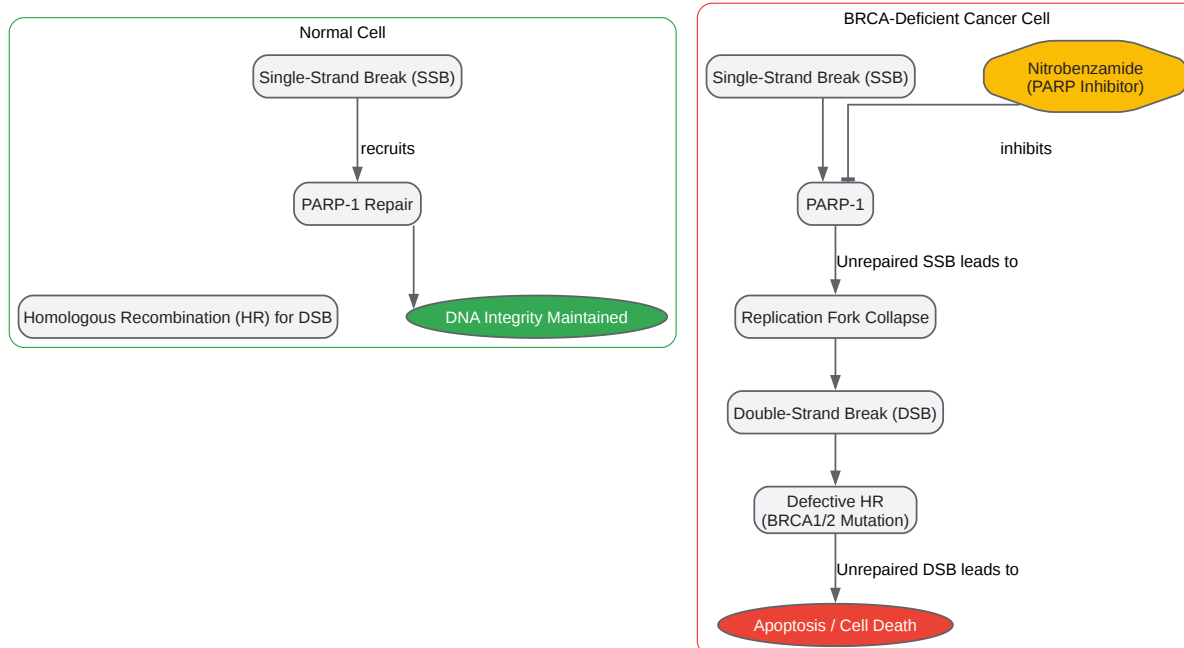 Normal Cell
Single-Strand Break (SSB)
recruits
PARP-1 Repair
Homologous Recombination (HR) for DSB
DNA Integrity Maintained
BRCA-Deficient Cancer Cell
Single-Strand Break (SSB)
Nitrobenzamide
(PARP Inhibitor)
inhibits
PARP-1
Unrepaired SSB leads to
Replication Fork Collapse
Double-Strand Break (DSB)
Defective HR
(BRCA1/2 Mutation)
Unrepaired DSB leads to
Apoptosis / Cell Death